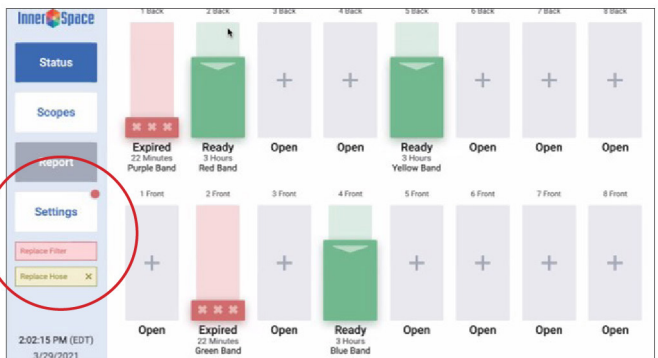 InnerSpace
Status
Scopes
Report
Settings
Replace Filter
Replace Hose X
2:02:15 PM (EDT)
3/29/2021
1 Back 2 Back 3 Back 4 Back 5 Back 6 Back 7 Back 8 Back
Expired Ready Open Open Ready Open Open Open
22 Minutes 3 Hours 3 Hours
Purple Band Red Band Yellow Band
1 Front 2 Front 3 Front 4 Front 5 Front 6 Front 7 Front 8 Front
Open Expired Open Ready Open Open Open Open
22 Minutes 3 Hours
Green Band Blue Band